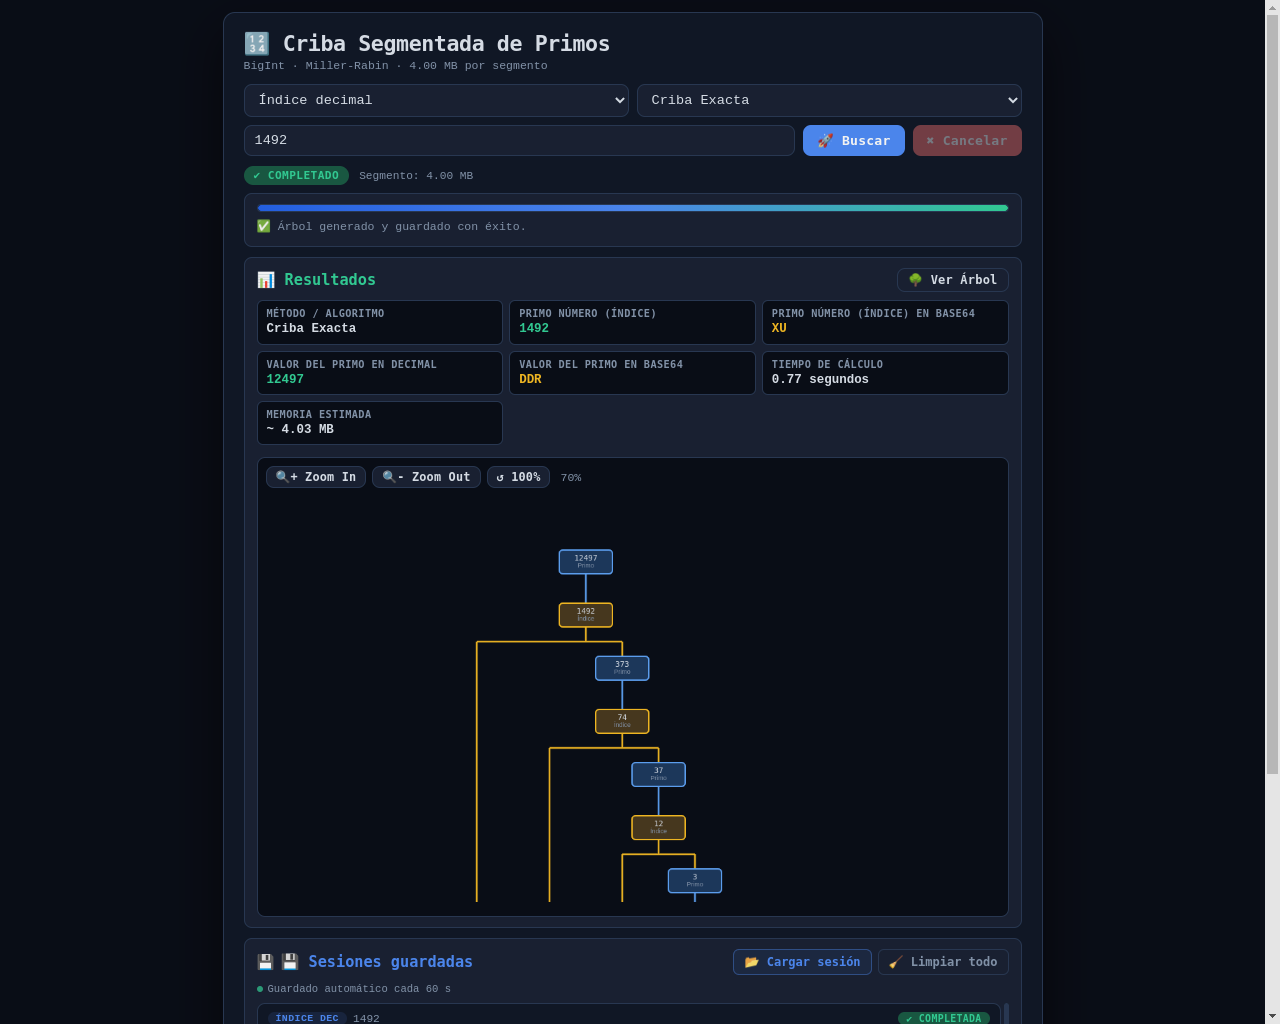 🔢 Criba Segmentada de Primos
BigInt · Miller-Rabin · 4.00 MB por segmento
Índice decimal
Criba Exacta
1492
🚀 Buscar
✖ Cancelar
✔ COMPLETADO
Segmento: 4.00 MB
✅ Árbol generado y guardado con éxito.
📊 Resultados
🌳 Ver Árbol
MÉTODO / ALGORITMO
Criba Exacta
PRIMO NÚMERO (ÍNDICE)
1492
PRIMO NÚMERO (ÍNDICE) EN BASE64
XU
VALOR DEL PRIMO EN DECIMAL
12497
VALOR DEL PRIMO EN BASE64
DDR
TIEMPO DE CÁLCULO
0.77 segundos
MEMORIA ESTIMADA
~ 4.03 MB
🔍+ Zoom In
🔍- Zoom Out
↺ 100%
70%
12497
Primo
1492
Índice
373
Primo
74
Índice
37
Primo
12
Índice
3
Primo
💾 💾 Sesiones guardadas
📂 Cargar sesión
🧹 Limpiar todo
Guardado automático cada 60 s
ÍNDICE DEC
1492
✔ COMPLETADA